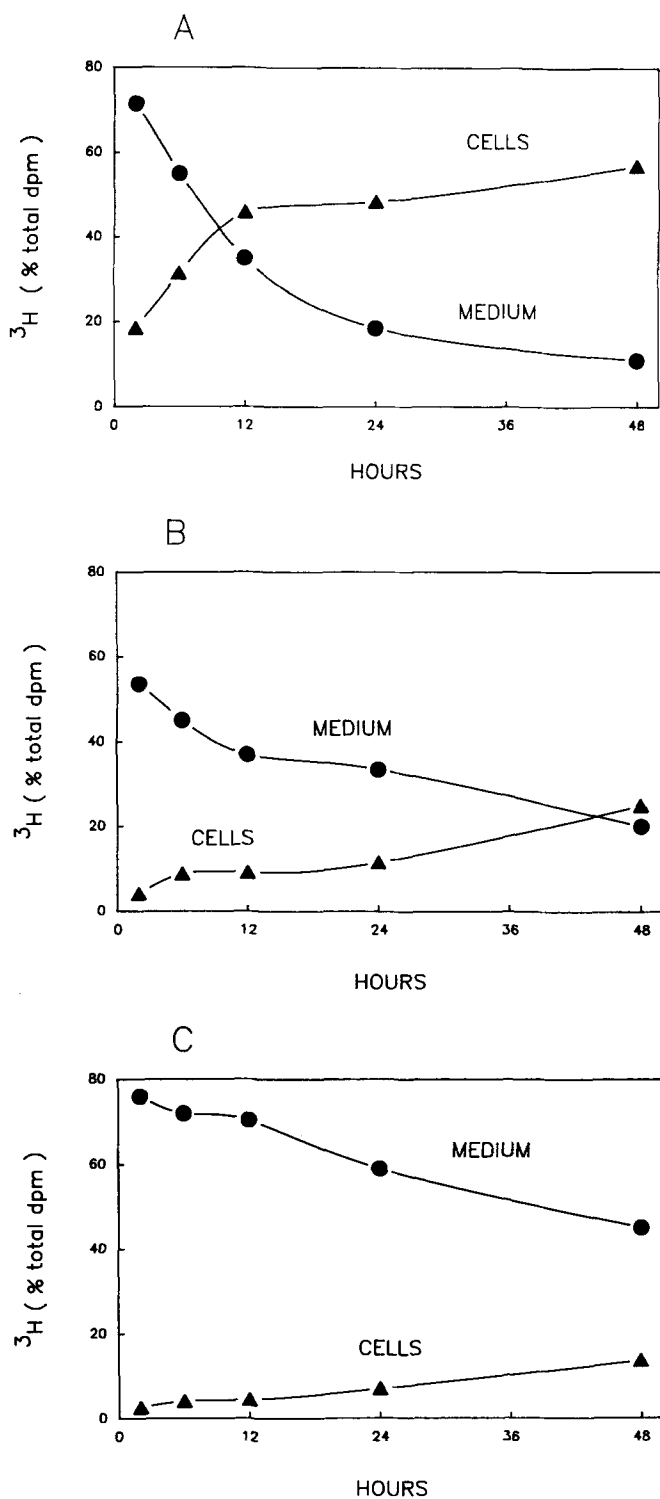 A
80
60
40
20
0
³H ( % total dpm )
CELLS
MEDIUM
0 12 24 36 48
HOURS
B
80
60
40
20
0
³H ( % total dpm )
MEDIUM
CELLS
0 12 24 36 48
HOURS
C
80
60
40
20
0
³H ( % total dpm )
MEDIUM
CELLS
0 12 24 36 48
HOURS